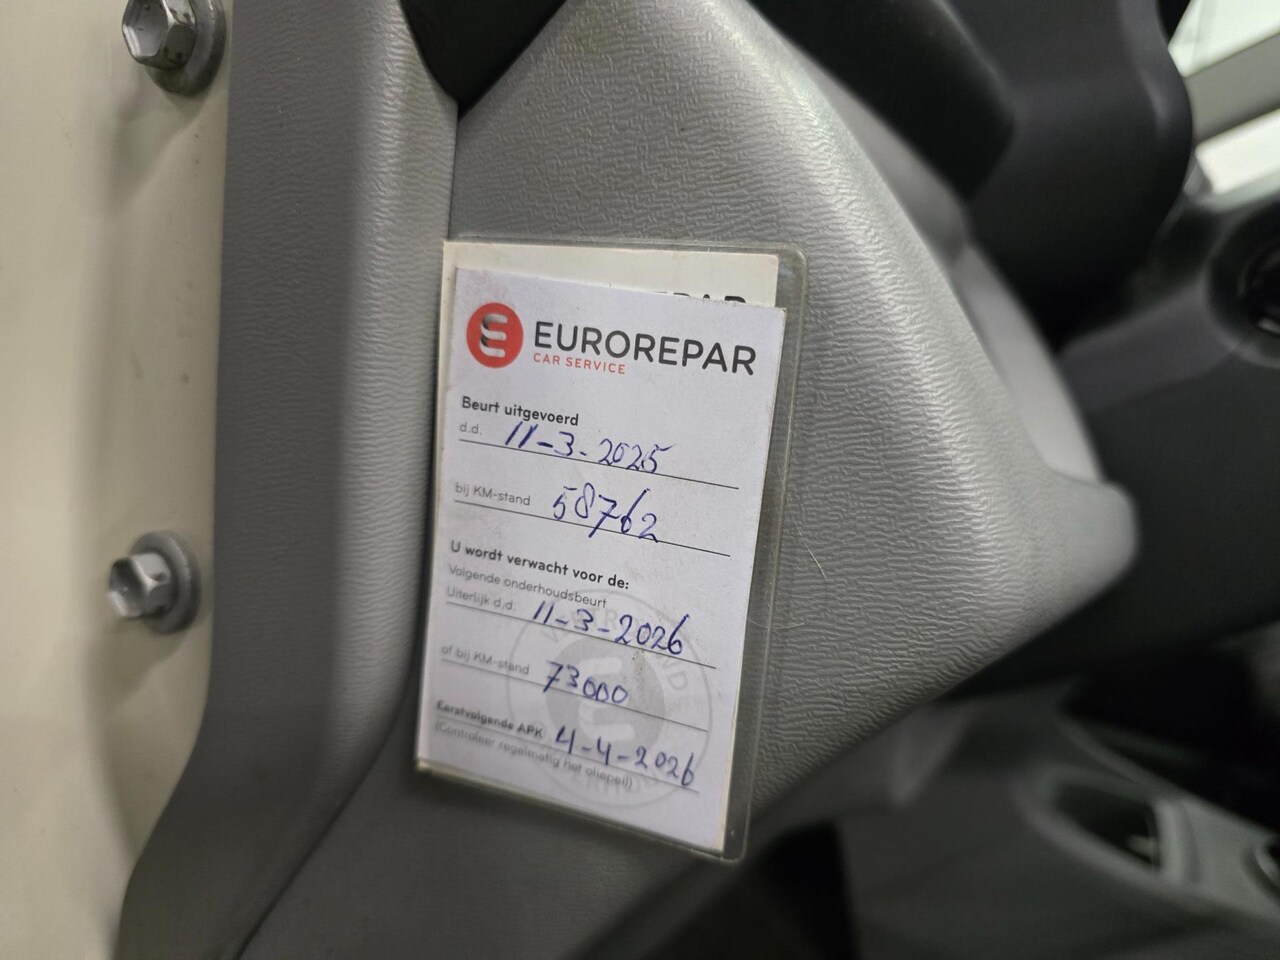 EUROREPAR
CAR SERVICE
Beurt uitgevoerd
d.d. 11-3-2025
bij KM-stand 58762
U wordt verwacht voor de:
Volgende onderhoudsbeurt
Uiterlijk d.d. 11-3-2026
of bij KM-stand 73000
Eerstvolgende APK 4-4-2026
(Controleer regelmatig het oliepeil)